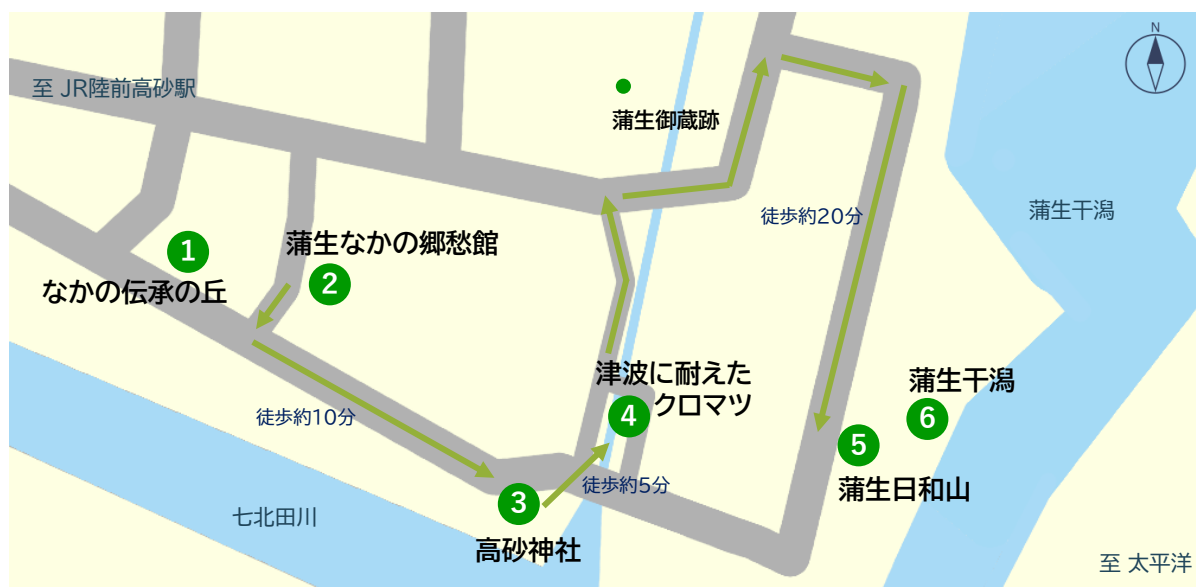 N
至 JR陸前高砂駅
蒲生御蔵跡
徒歩約20分
蒲生干潟
1
なかの伝承の丘
蒲生なかの郷愁館
2
徒歩約10分
津波に耐えた
クロマツ
4
蒲生干潟
6
5
蒲生日和山
徒歩約5分
3
高砂神社
七北田川
至 太平洋